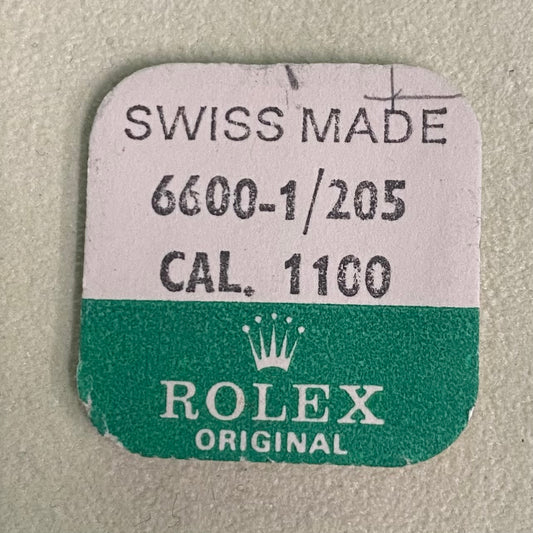 SWISS MADE
6600-1/205
CAL. 1100
ROLEX
ORIGINAL